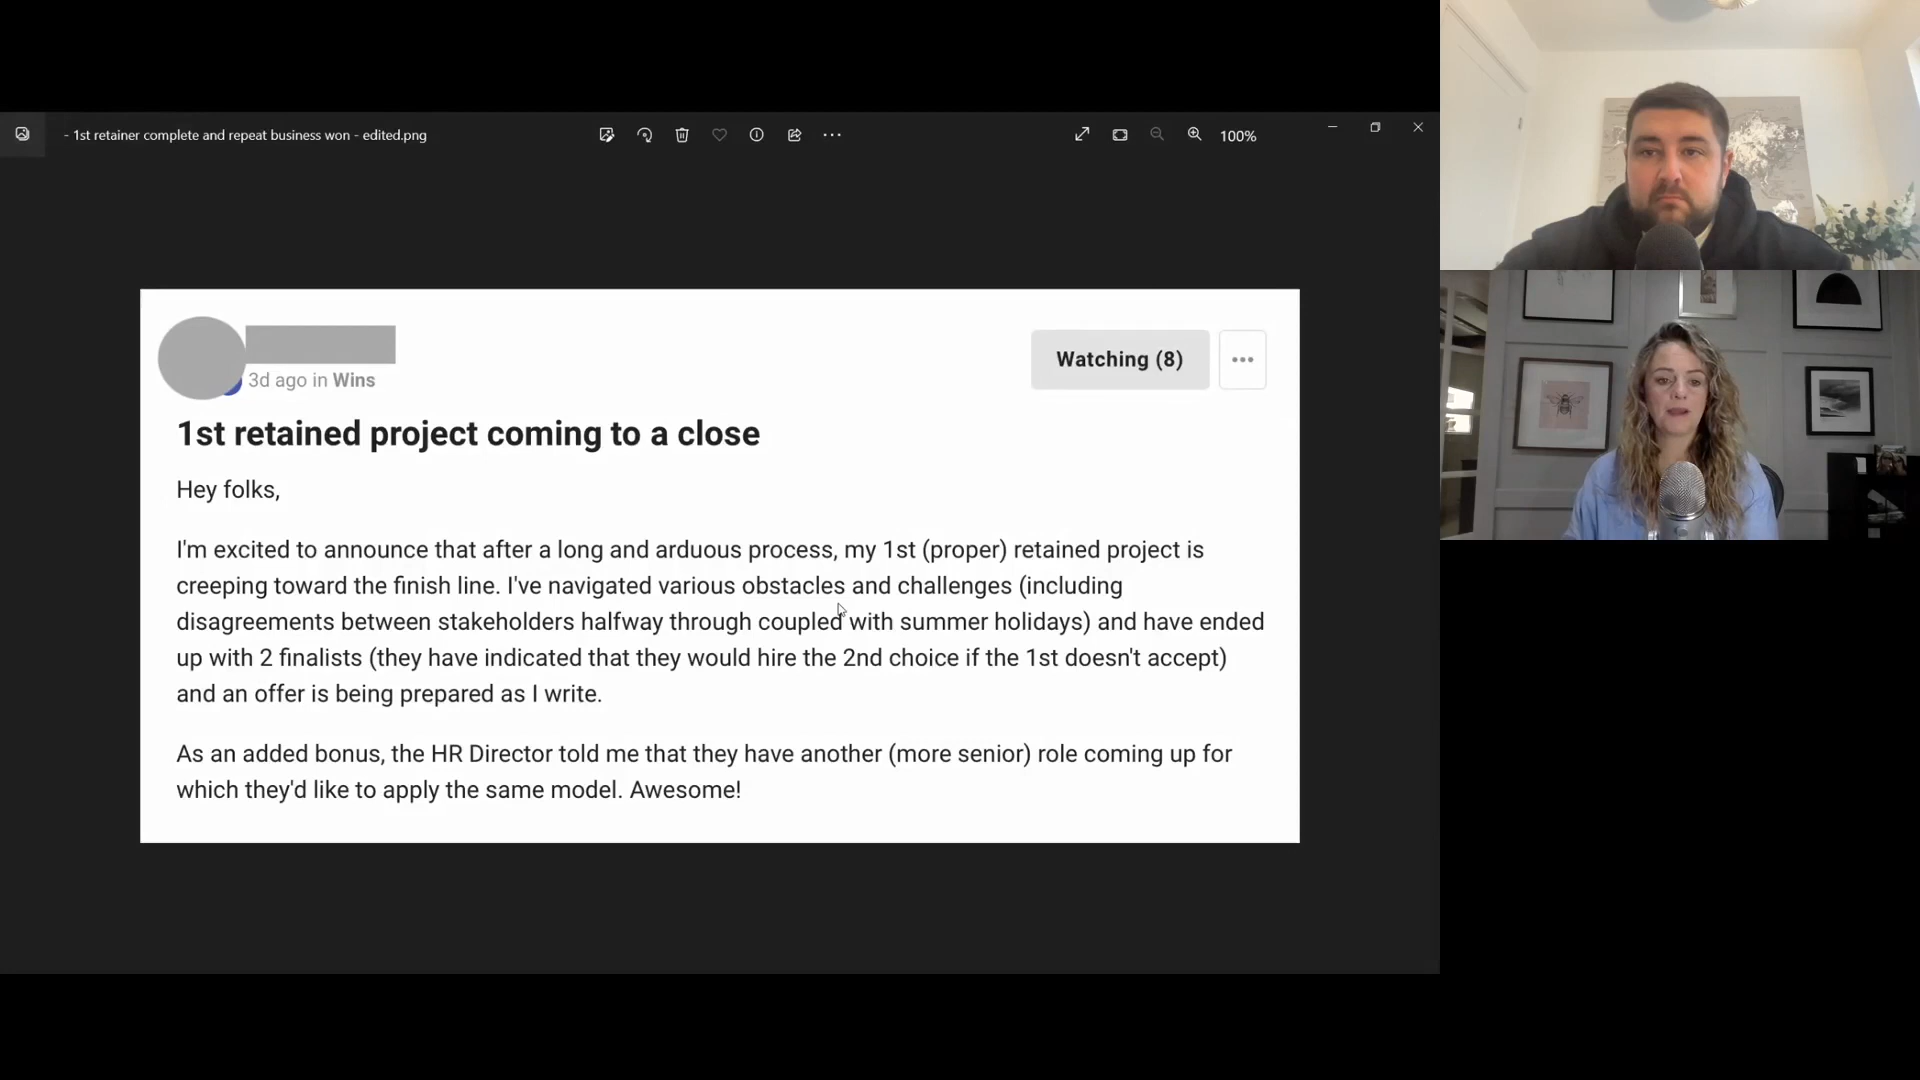 - 1st retainer complete and repeat business won - edited.png
100%
3d ago in Wins
Watching (8)
1st retained project coming to a close
Hey folks,
I'm excited to announce that after a long and arduous process, my 1st (proper) retained project is
creeping toward the finish line. I've navigated various obstacles and challenges (including
disagreements between stakeholders halfway through coupled with summer holidays) and have ended
up with 2 finalists (they have indicated that they would hire the 2nd choice if the 1st doesn't accept)
and an offer is being prepared as I write.
As an added bonus, the HR Director told me that they have another (more senior) role coming up for
which they'd like to apply the same model. Awesome!